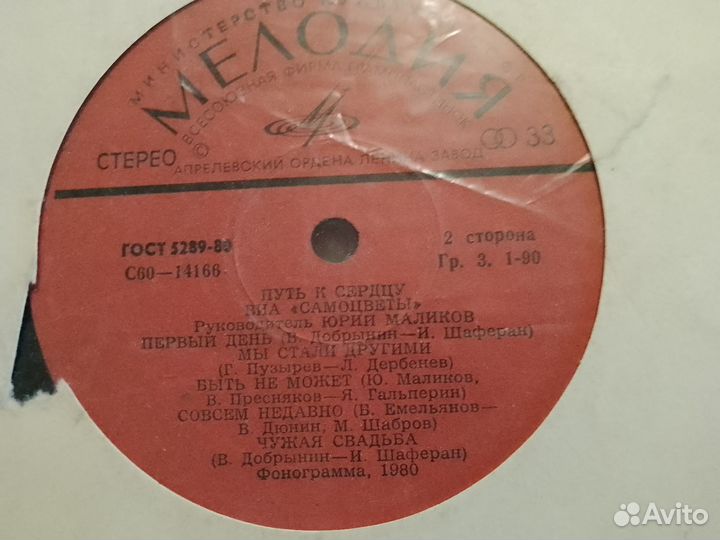 МИНИСТЕРСТВО
МЕЛОДИЯ
ВСЕСОЮЗНАЯ ФИРМА
СТЕРЕО
АПРЕЛЕВСКИЙ ОРДЕНА ЛЕНИНА ЗАВОД
33
ГОСТ 5289-80
2 сторона
С60—14166
Гр. 3. 1-90
ПУТЬ К СЕРДЦУ
ВИА «САМОЦВЕТЫ»
Руководитель ЮРИЙ МАЛИКОВ
ПЕРВЫЙ ДЕНЬ (В. Добрынин—И. Шаферан)
МЫ СТАЛИ ДРУГИМИ
(Г. Пузырев—Л. Дербенев)
БЫТЬ НЕ МОЖЕТ (Ю. Маликов,
В. Пресняков—Я. Гальперин)
СОВСЕМ НЕДАВНО (В. Емельянов—
В. Дюнин, М. Шабров)
ЧУЖАЯ СВАДЬБА
(В. Добрынин—И. Шаферан)
Фонограмма, 1980
Avito